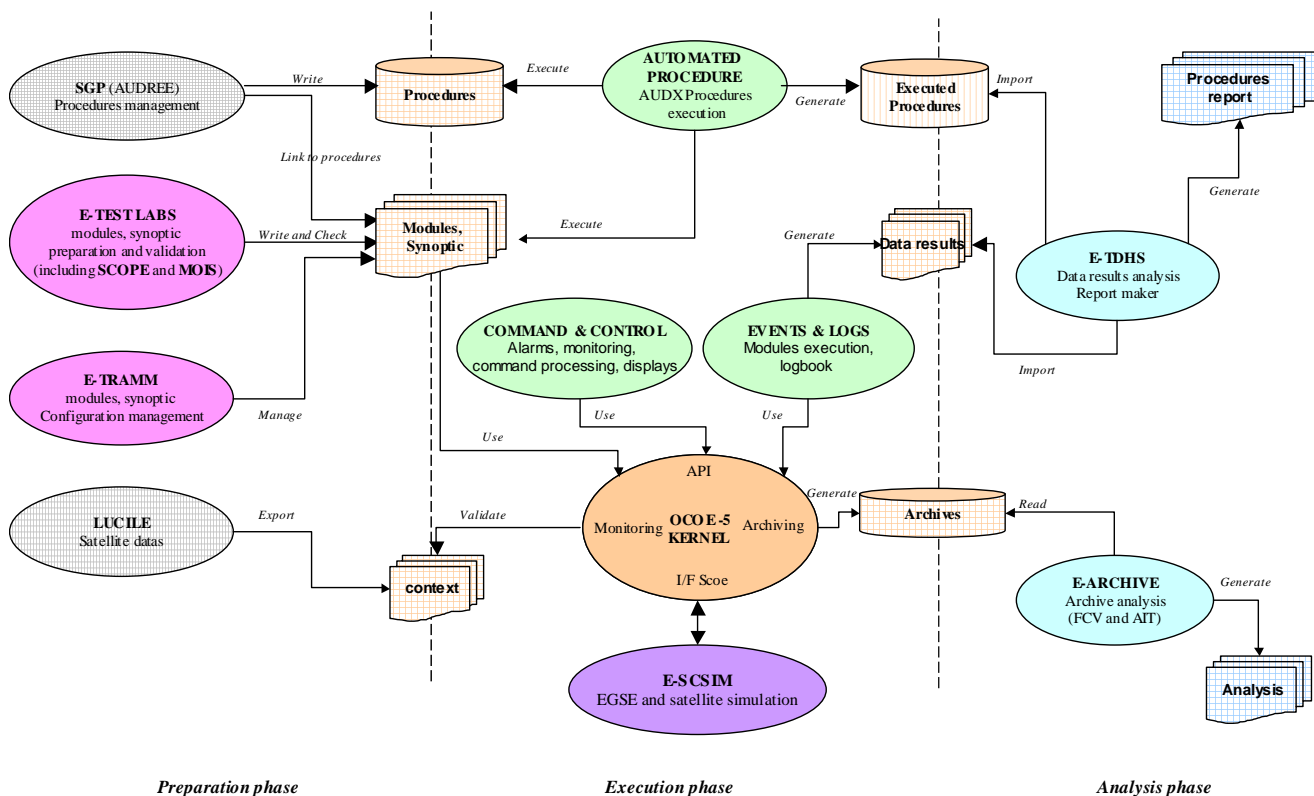 SGP (AUDREE)
Procedures management
Write
Procedures
Execute
AUTOMATED
PROCEDURE
AUDX Procedures
execution
Generate
Executed
Procedures
Import
Procedures
report
Link to procedures
Generate
E-TEST LABS
modules, synoptic
preparation and validation
(including SCOPE and MOIS)
Write and Check
Modules,
Synoptic
Execute
Generate
Data results
E-TDHS
Data results analysis
Report maker
Import
COMMAND & CONTROL
Alarms, monitoring,
command processing, displays
EVENTS & LOGS
Modules execution,
logbook
E-TRAMM
modules, synoptic
Configuration management
Manage
Use
Use
Use
API
Monitoring
OCOE-5
KERNEL
Archiving
I/F Scoe
Generate
Archives
Read
LUCILE
Satellite datas
Export
Validate
context
E-ARCHIVE
Archive analysis
(FCV and AIT)
Generate
Analysis
E-SCSIM
EGSE and satellite simulation
Preparation phase
Execution phase
Analysis phase